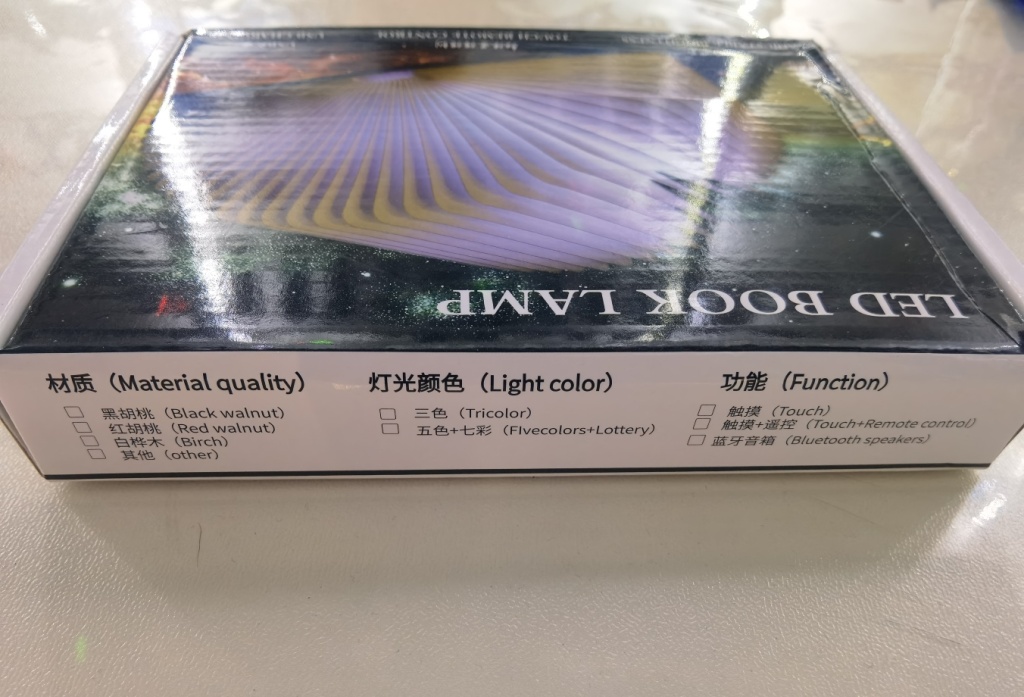 LED BOOK LAMP
材质（Material quality）
黑胡桃（Black walnut）
红胡桃（Red walnut）
白桦木（Birch）
其他（other）
灯光颜色（Light color）
三色（Tricolor）
五色+七彩（FIvecolors+Lottery）
功能（Function）
触摸（Touch）
触摸+遥控（Touch+Remote control）
蓝牙音箱（Bluetooth speakers）